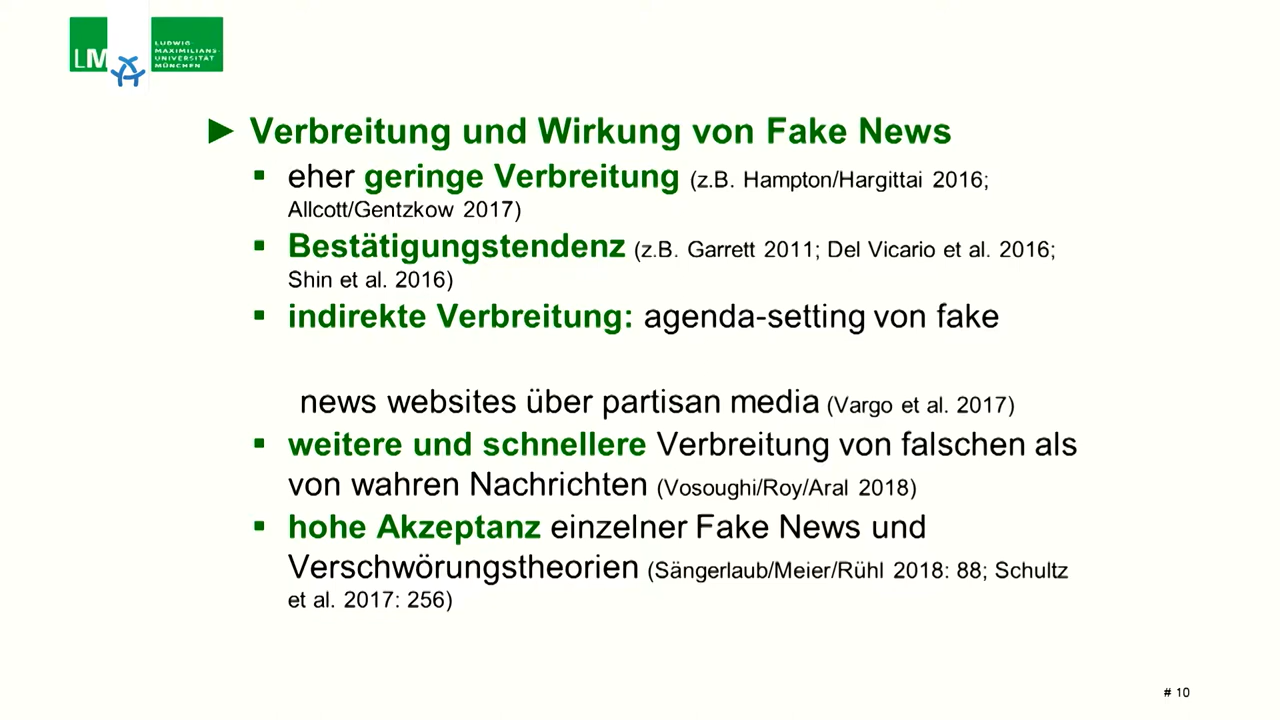 LMU
LUDWIG-
MAXIMILIANS-
UNIVERSITÄT
MÜNCHEN
► Verbreitung und Wirkung von Fake News
▪ eher geringe Verbreitung (z.B. Hampton/Hargittai 2016;
Allcott/Gentzkow 2017)
▪ Bestätigungstendenz (z.B. Garrett 2011; Del Vicario et al. 2016;
Shin et al. 2016)
▪ indirekte Verbreitung: agenda-setting von fake
news websites über partisan media (Vargo et al. 2017)
▪ weitere und schnellere Verbreitung von falschen als
von wahren Nachrichten (Vosoughi/Roy/Aral 2018)
▪ hohe Akzeptanz einzelner Fake News und
Verschwörungstheorien (Sängerlaub/Meier/Rühl 2018: 88; Schultz
et al. 2017: 256)
# 10